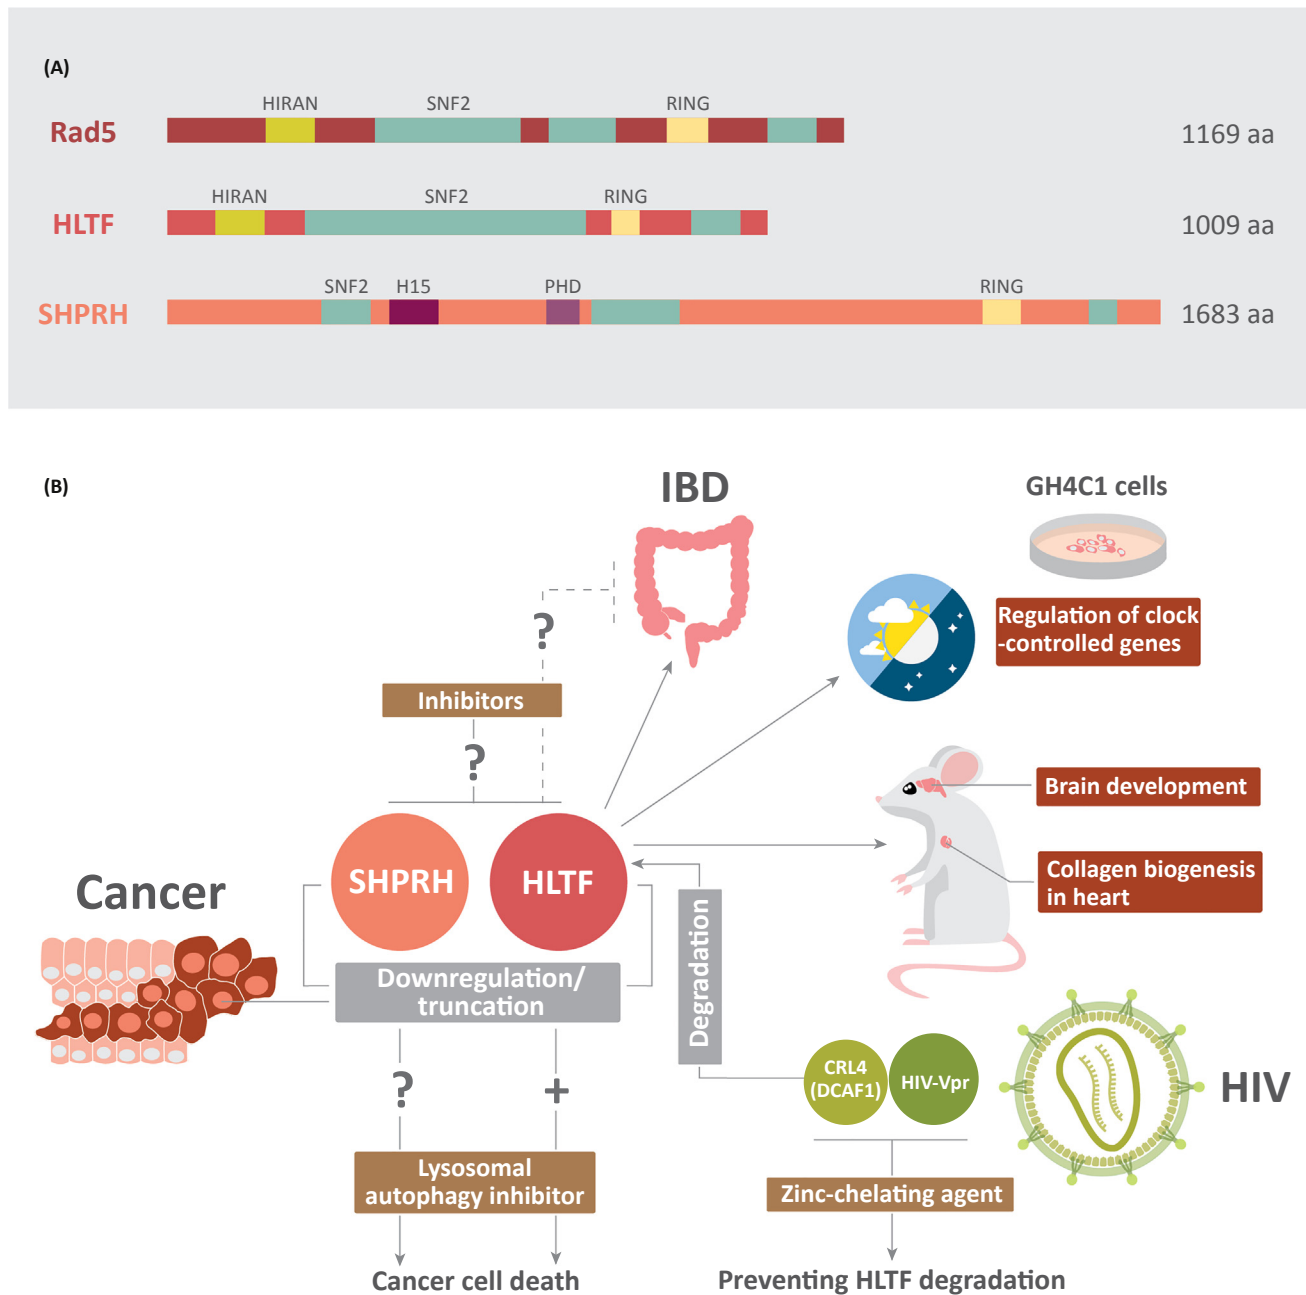 (A)
HIRAN SNF2 RING
Rad5 1169 aa
HIRAN SNF2 RING
HLTF 1009 aa
SNF2 H15 PHD RING
SHPRH 1683 aa
(B)
IBD
GH4C1 cells
Regulation of clock
-controlled genes
?
Inhibitors
?
Brain development
SHPRH
HLTF
Collagen biogenesis
in heart
Cancer
Degradation
Downregulation/
truncation
CRL4
(DCAF1)
HIV-Vpr
HIV
?
+
Lysosomal
autophagy inhibitor
Zinc-chelating agent
Cancer cell death
Preventing HLTF degradation